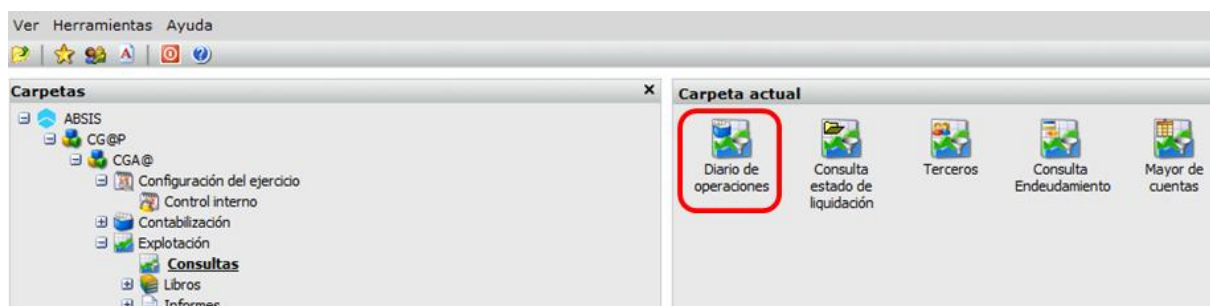 Ver Herramientas Ayuda
Carpetas x
ABSIS
CG@P
CGA@
Configuración del ejercicio
Control interno
Contabilización
Explotación
Consultas
Libros
Informes
Carpeta actual
Diario de
operaciones
Consulta
estado de
liquidación
Terceros
Consulta
Endeudamiento
Mayor de
cuentas